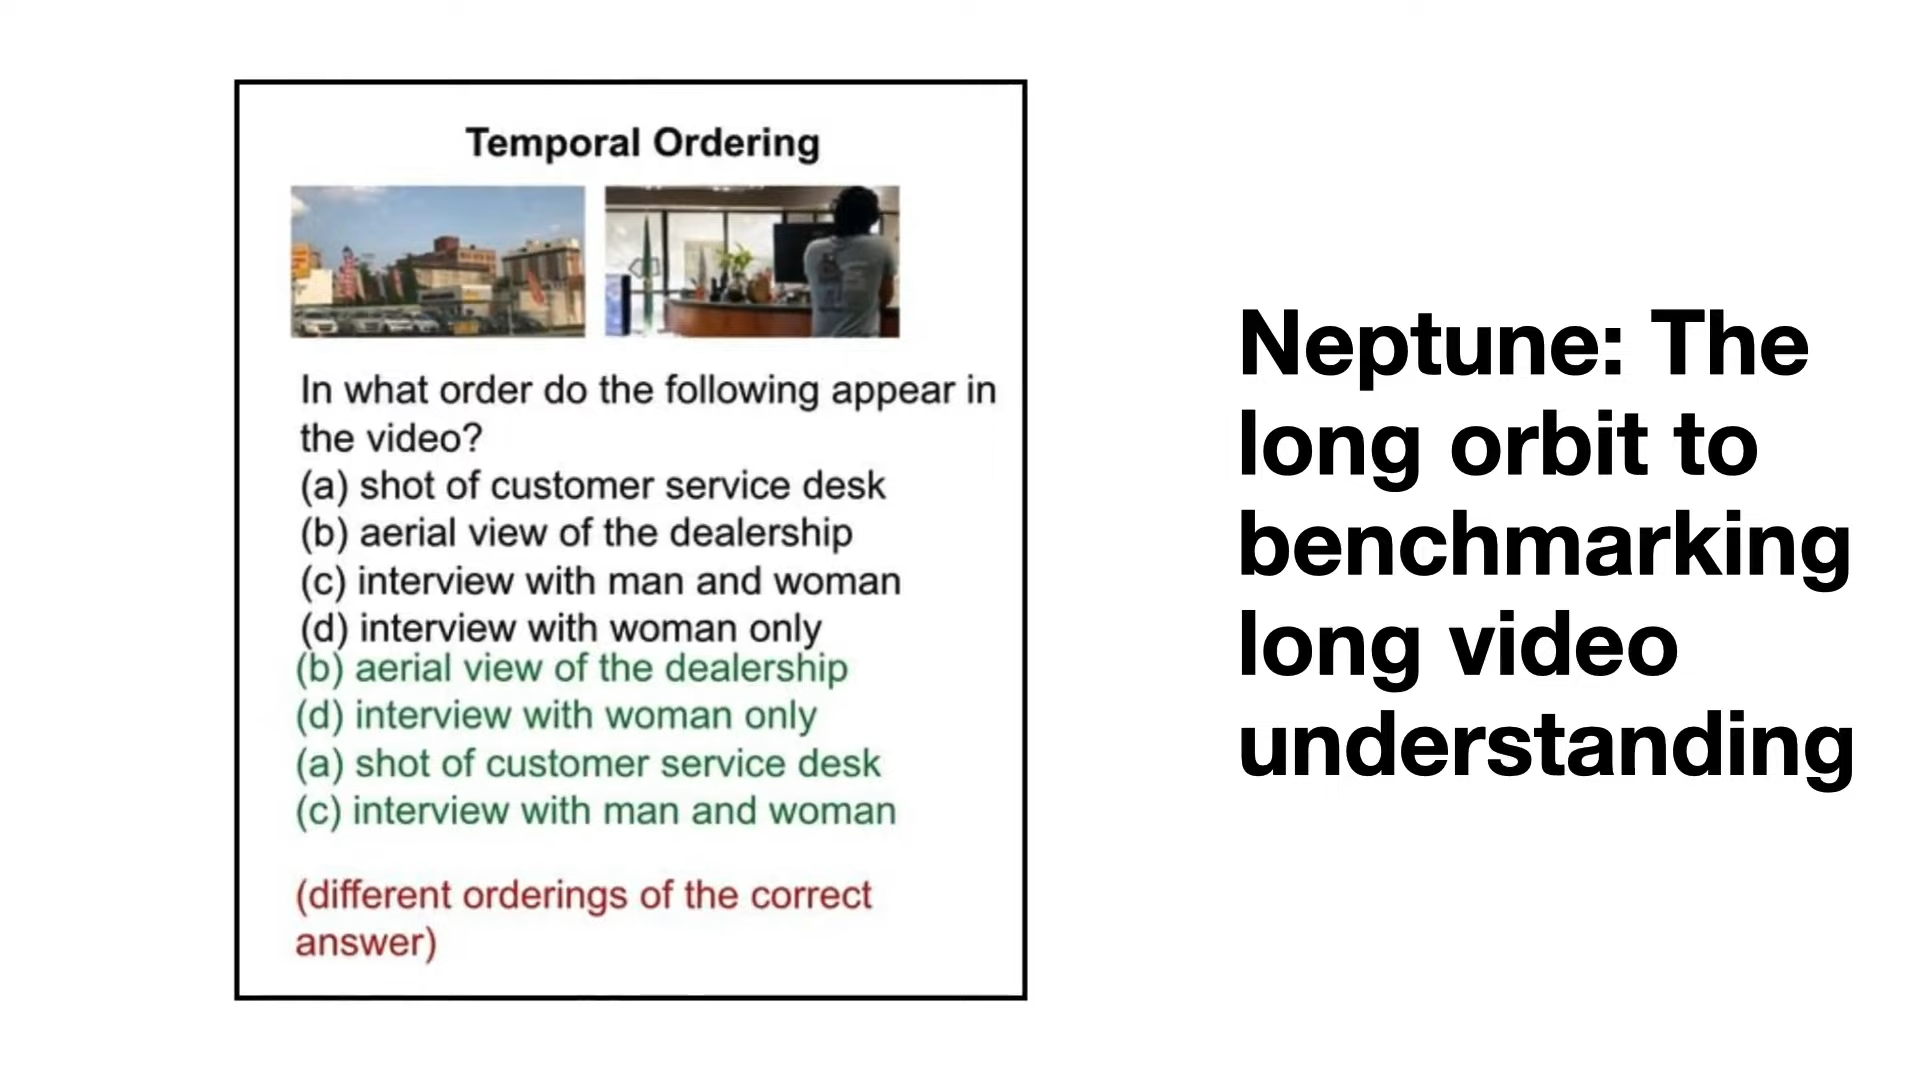 Temporal Ordering
In what order do the following appear in
the video?
(a) shot of customer service desk
(b) aerial view of the dealership
(c) interview with man and woman
(d) interview with woman only
(b) aerial view of the dealership
(d) interview with woman only
(a) shot of customer service desk
(c) interview with man and woman
(different orderings of the correct
answer)
Neptune: The
long orbit to
benchmarking
long video
understanding